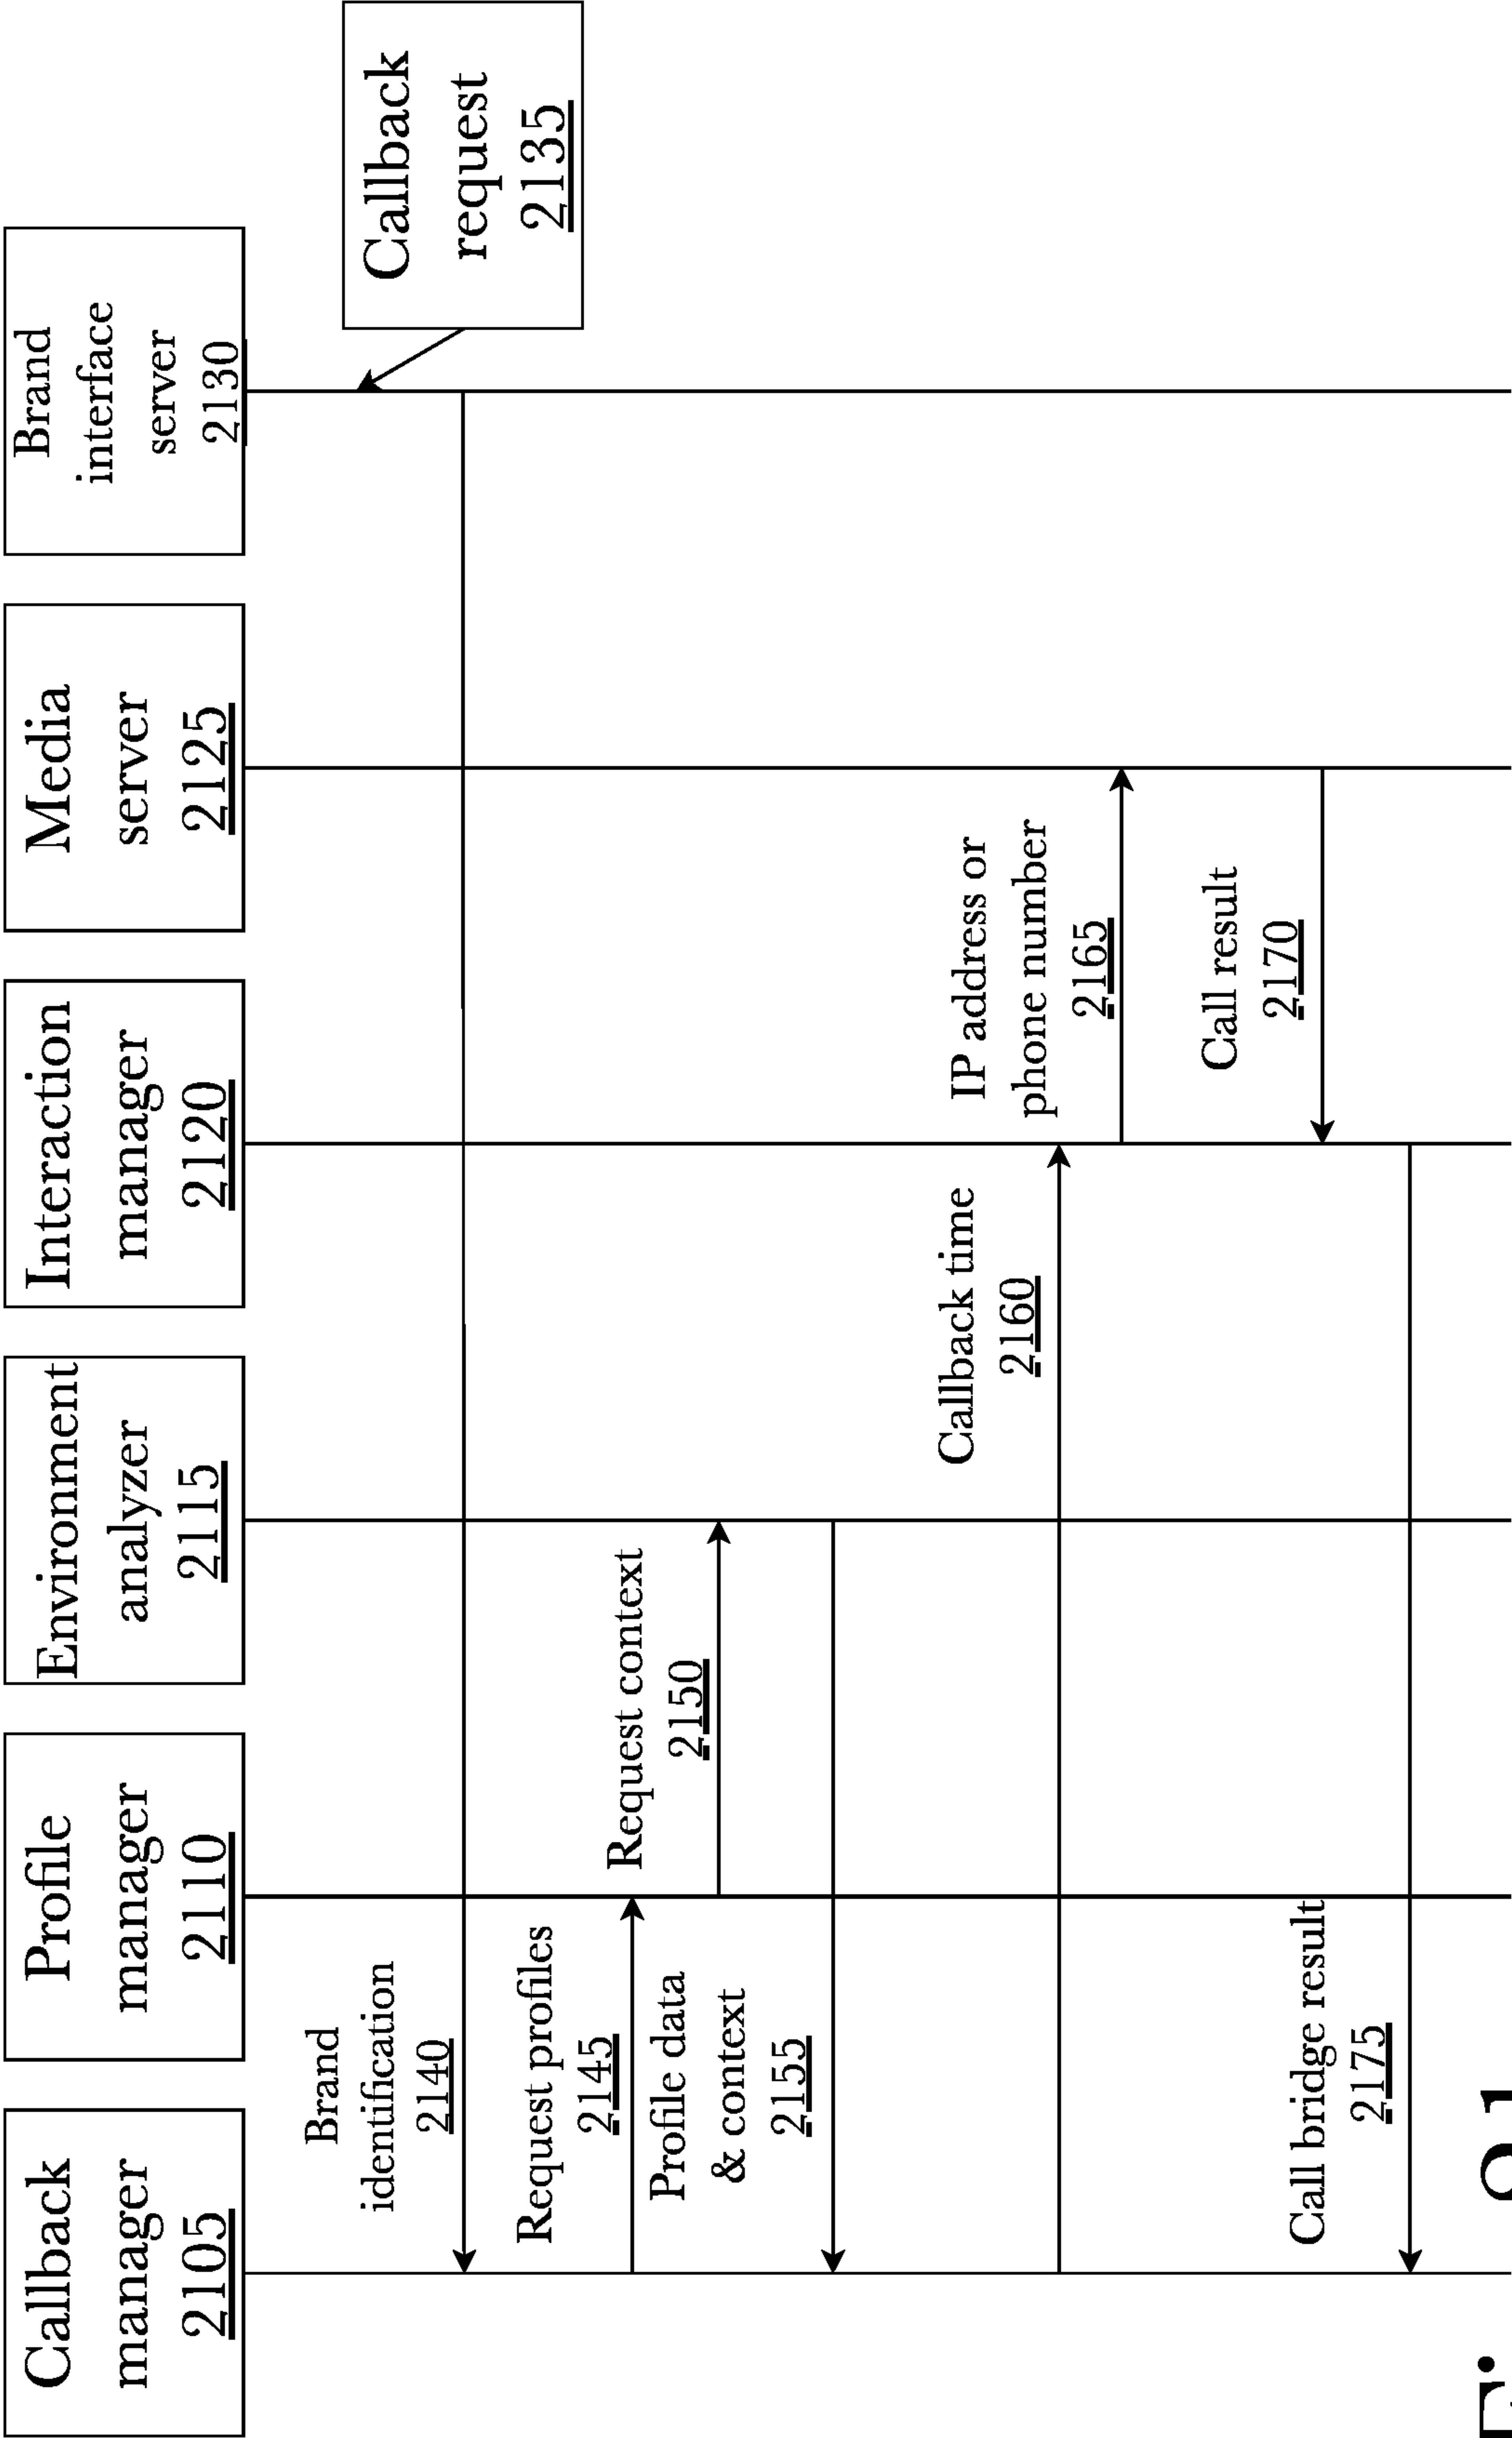 Callback
manager
2105
Profile
manager
2110
Environment
analyzer
2115
Interaction
manager
2120
Media
server
2125
Brand
interface
server
2130
Callback
request
2135
Brand
identification
2140
Request profiles
2145
Request context
2150
Profile data
& context
2155
Callback time
2160
IP address or
phone number
2165
Call result
2170
Call bridge result
2175